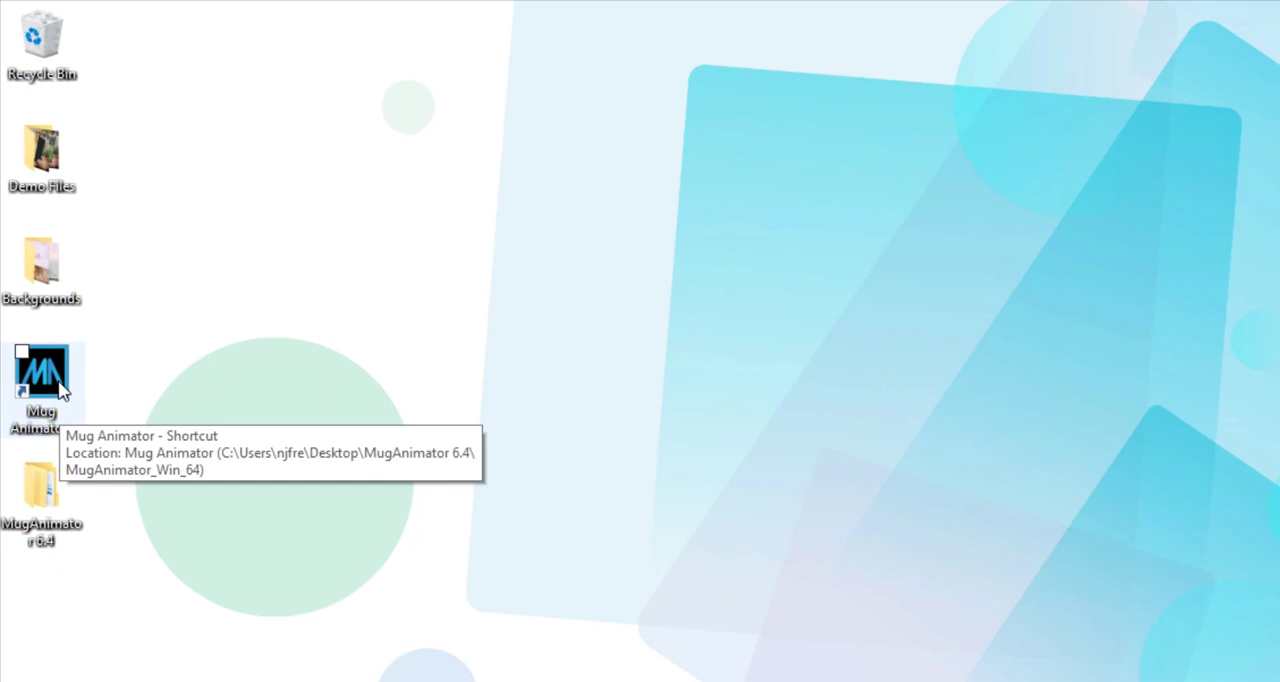 Recycle Bin
Demo Files
Backgrounds
MA
Mug
Animato
Mug Animator - Shortcut
Location: Mug Animator (C:\Users\njfre\Desktop\MugAnimator 6.4\
MugAnimator_Win_64)
MugAnimato
r 6.4